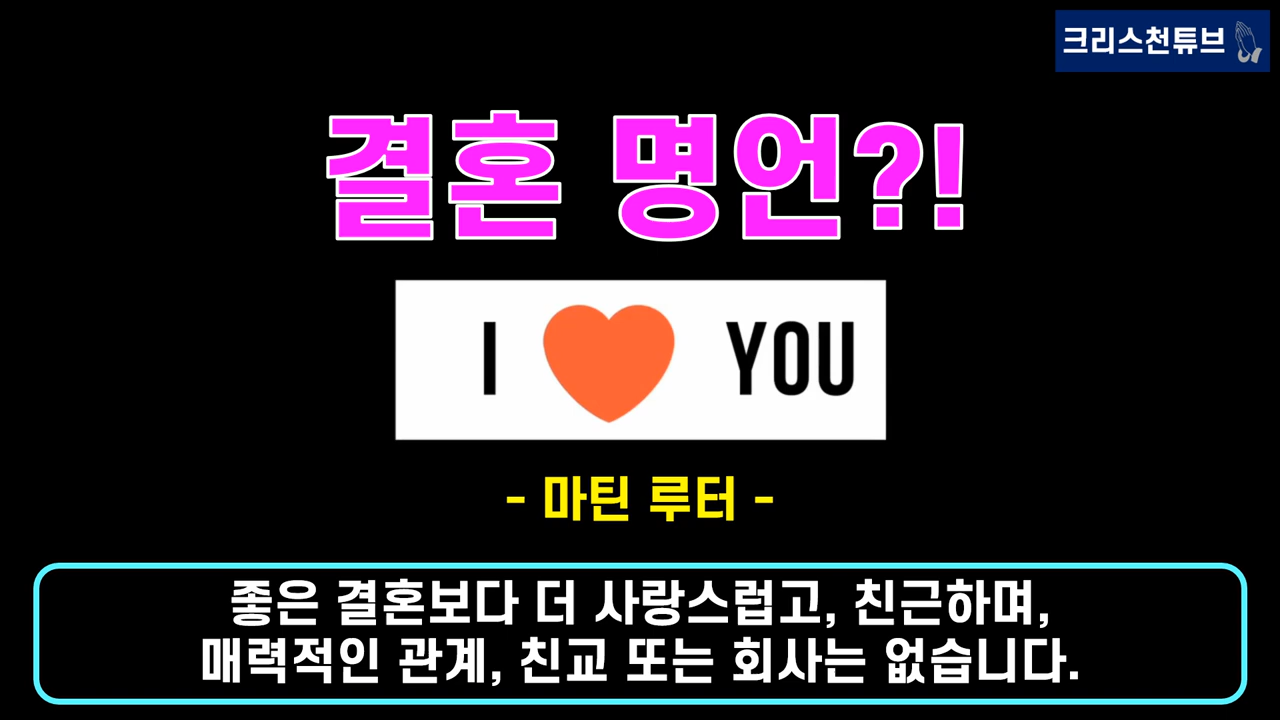 크리스천튜브
결혼 명언?!
I YOU
- 마틴 루터 -
좋은 결혼보다 더 사랑스럽고, 친근하며,
매력적인 관계, 친교 또는 회사는 없습니다.